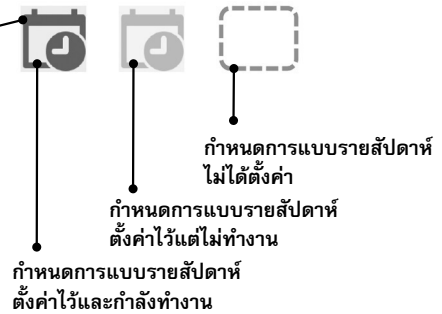 กำหนดการแบบรายสัปดาห์
ไม่ได้ตั้งค่า
กำหนดการแบบรายสัปดาห์
ตั้งค่าไว้แต่ไม่ทำงาน
กำหนดการแบบรายสัปดาห์
ตั้งค่าไว้และกำลังทำงาน